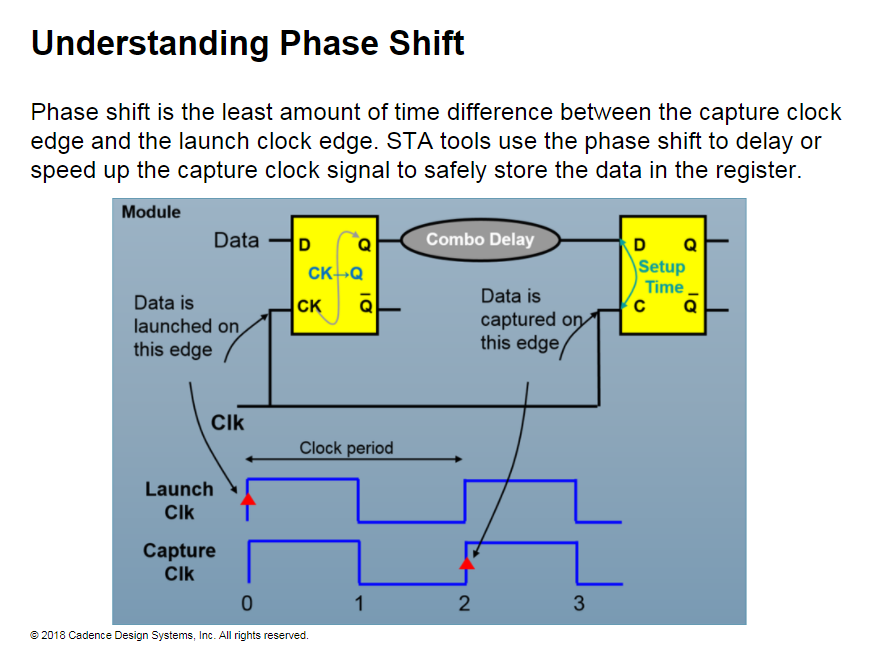 Understanding Phase Shift
Phase shift is the least amount of time difference between the capture clock
edge and the launch clock edge. STA tools use the phase shift to delay or
speed up the capture clock signal to safely store the data in the register.
Module
Data
D
Q
CK→Q
CK
Q̅
Combo Delay
D
Q
Setup
Time
C
Q̅
Data is
launched on
this edge
Data is
captured on
this edge
Clk
Clock period
Launch
Clk
Capture
Clk
0 1 2 3
© 2018 Cadence Design Systems, Inc. All rights reserved.